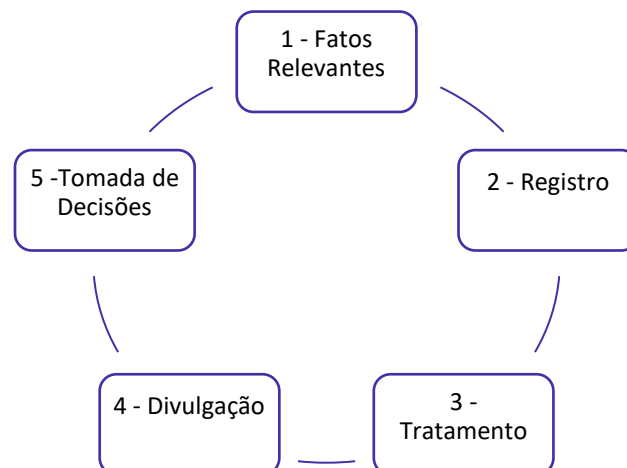 1 - Fatos
Relevantes
2 - Registro
3 -
Tratamento
4 - Divulgação
5 -Tomada de
Decisões